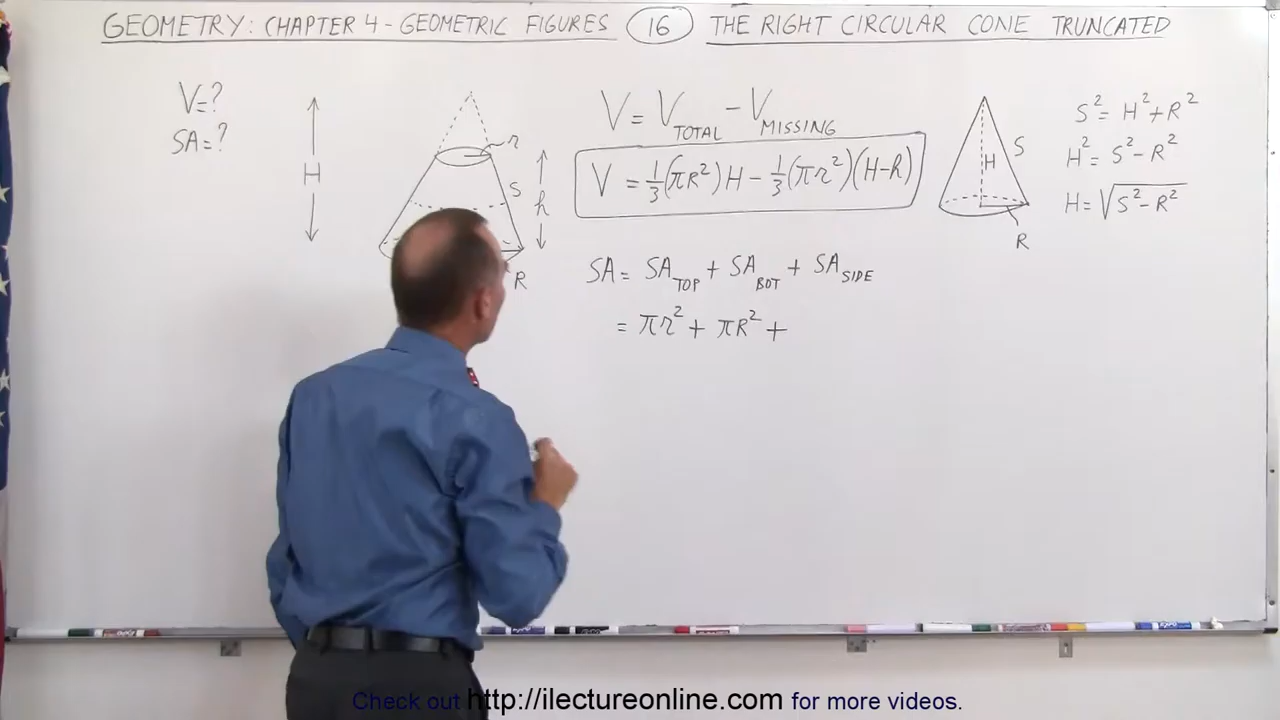 GEOMETRY: CHAPTER 4 - GEOMETRIC FIGURES (16) THE RIGHT CIRCULAR CONE TRUNCATED
V=?
SA=?
H
r
S
h
R
V = V_TOTAL - V_MISSING
V = 1/3(πR²)H - 1/3(πr²)(H-h)
SA = SA_TOP + SA_BOT + SA_SIDE
= πr² + πR² +
H
S
R
S² = H² + R²
H² = S² - R²
H = √(S² - R²)
Check out http://ilectureonline.com for more videos.